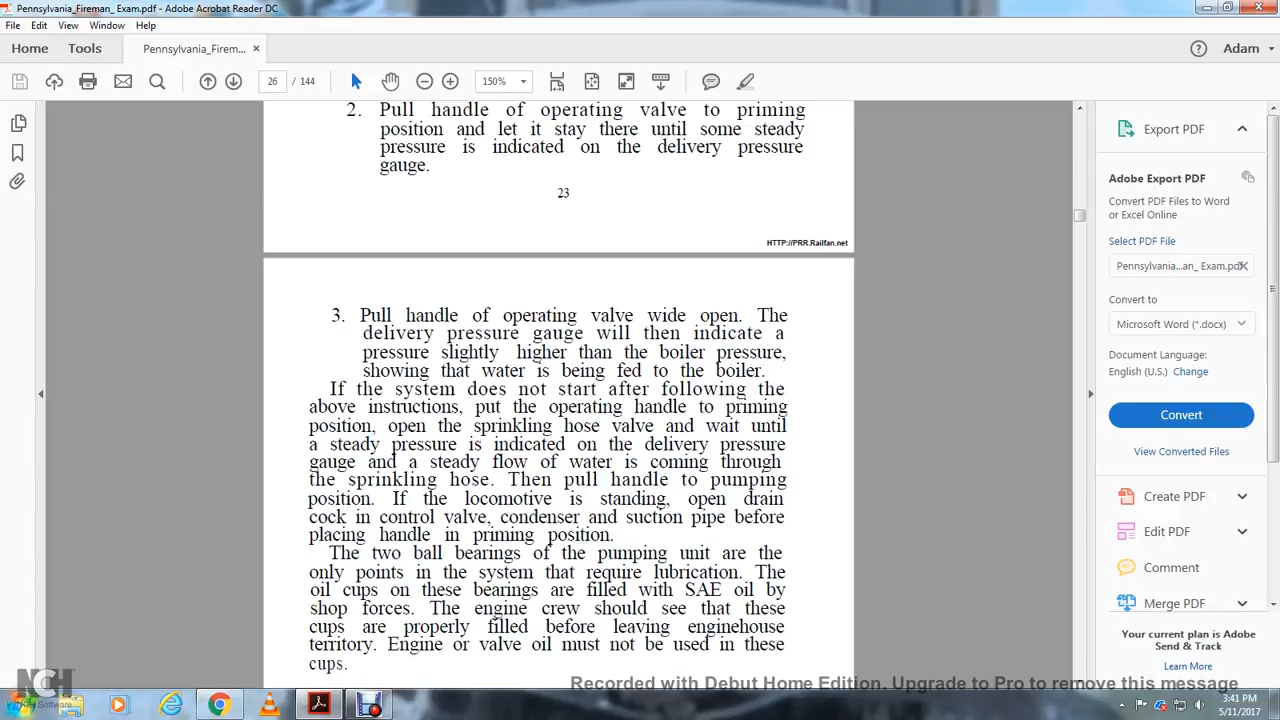 Pennsylvania_Fireman_ Exam.pdf - Adobe Acrobat Reader DC
File Edit View Window Help
Home Tools Pennsylvania_Firem... × Adam
26 / 144 150%
2. Pull handle of operating valve to priming
position and let it stay there until some steady
pressure is indicated on the delivery pressure
gauge.
23
HTTP://PRR.Railfan.net
3. Pull handle of operating valve wide open. The
delivery pressure gauge will then indicate a
pressure slightly higher than the boiler pressure,
showing that water is being fed to the boiler.
If the system does not start after following the
above instructions, put the operating handle to priming
position, open the sprinkling hose valve and wait until
a steady pressure is indicated on the delivery pressure
gauge and a steady flow of water is coming through
the sprinkling hose. Then pull handle to pumping
position. If the locomotive is standing, open drain
cock in control valve, condenser and suction pipe before
placing handle in priming position.
The two ball bearings of the pumping unit are the
only points in the system that require lubrication. The
oil cups on these bearings are filled with SAE oil by
shop forces. The engine crew should see that these
cups are properly filled before leaving enginehouse
territory. Engine or valve oil must not be used in these
cups.
Export PDF
Adobe Export PDF
Convert PDF Files to Word
or Excel Online
Select PDF File
Pennsylvania...an_ Exam.pdf
Convert to
Microsoft Word (*.docx)
Document Language:
English (U.S.) Change
Convert
View Converted Files
Create PDF
Edit PDF
Comment
Merge PDF
Your current plan is Adobe
Send & Track
Learn More
NCH
Software
Recorded with Debut Home Edition. Upgrade to Pro to remove this message
3:41 PM
5/11/2017